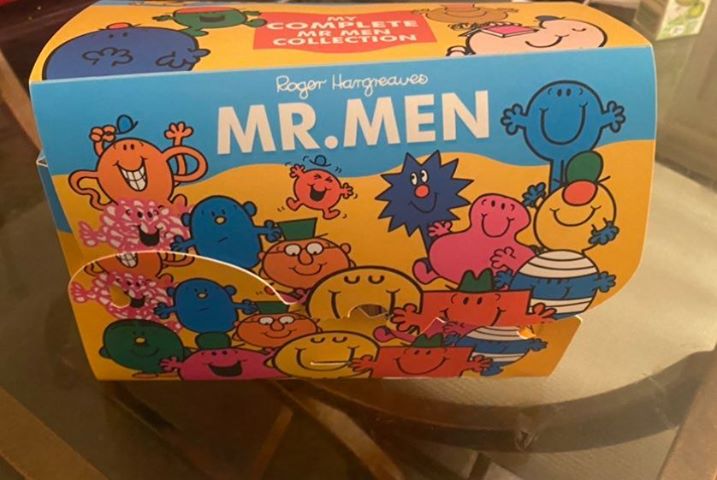 MY
COMPLETE
MR MEN
COLLECTION
Roger Hargreaves
MR.MEN